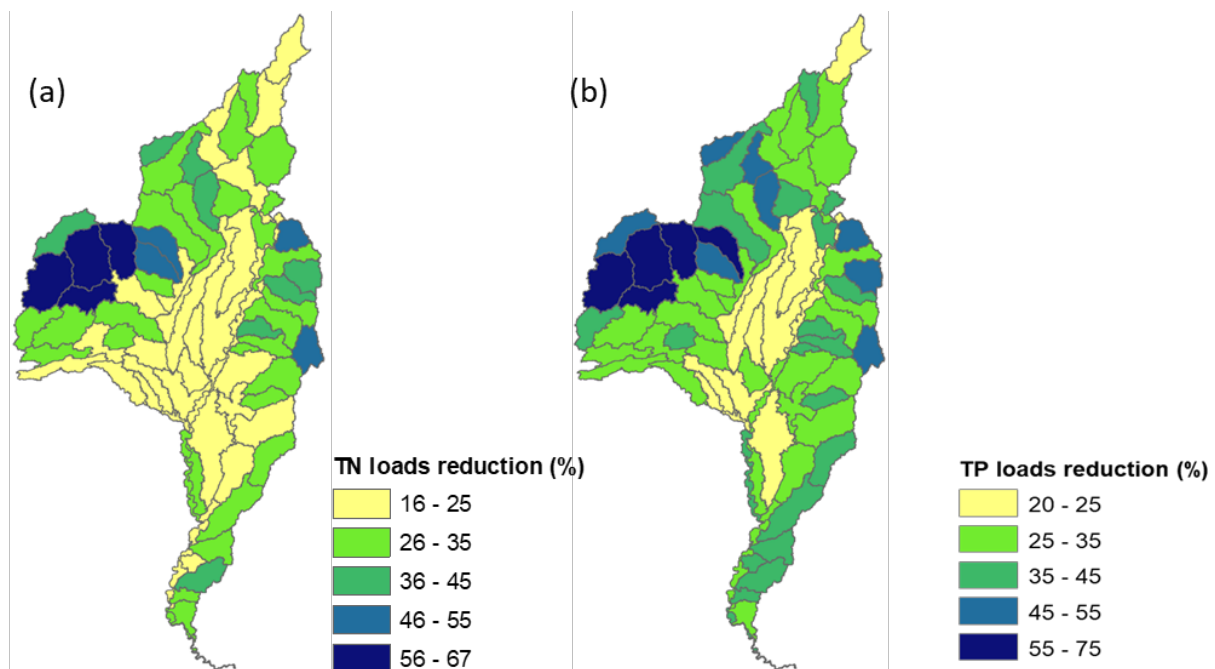 (a)
(b)
TN loads reduction (%)
16 - 25
26 - 35
36 - 45
46 - 55
56 - 67
TP loads reduction (%)
20 - 25
25 - 35
35 - 45
45 - 55
55 - 75